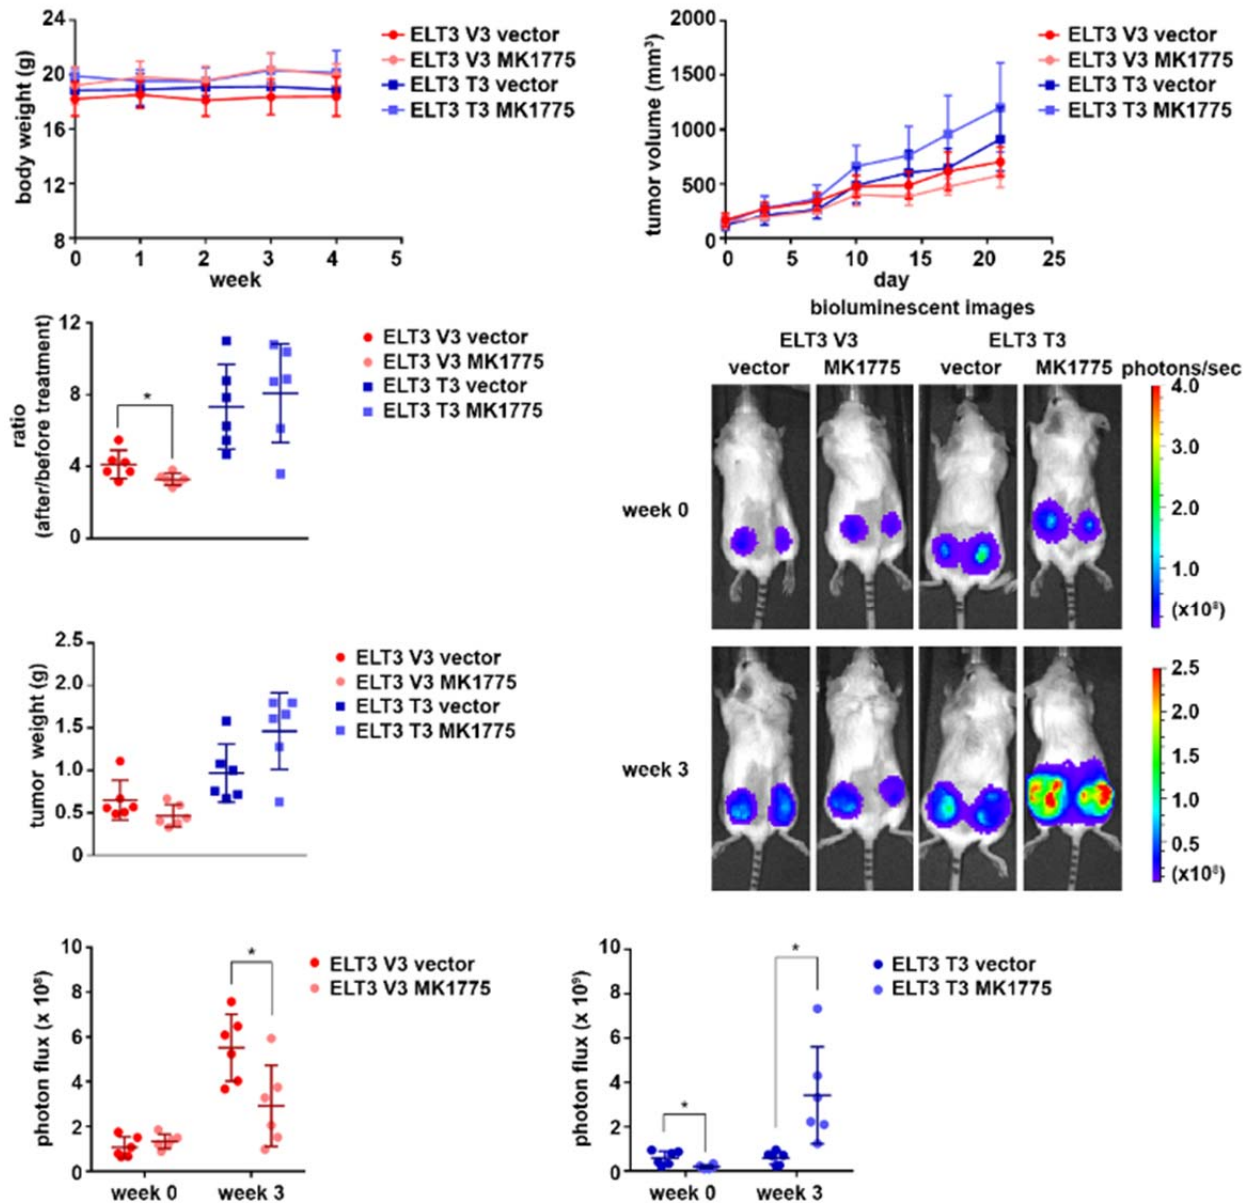 24
20
16
12
8
body weight (g)
0 1 2 3 4 5
week
ELT3 V3 vector
ELT3 V3 MK1775
ELT3 T3 vector
ELT3 T3 MK1775
2000
1500
1000
500
0
tumor volume (mm³)
0 5 10 15 20 25
day
ELT3 V3 vector
ELT3 V3 MK1775
ELT3 T3 vector
ELT3 T3 MK1775
12
8
4
0
ratio
(after/before treatment)
*
ELT3 V3 vector
ELT3 V3 MK1775
ELT3 T3 vector
ELT3 T3 MK1775
bioluminescent images
ELT3 V3 ELT3 T3
vector MK1775 vector MK1775 photons/sec
week 0
4.0
3.0
2.0
1.0
(x10⁸)
week 3
2.5
2.0
1.5
1.0
0.5
(x10⁸)
2.5
2.0
1.5
1.0
0.5
0
tumor weight (g)
ELT3 V3 vector
ELT3 V3 MK1775
ELT3 T3 vector
ELT3 T3 MK1775
10
8
6
4
2
0
photon flux (x 10⁸)
*
week 0 week 3
ELT3 V3 vector
ELT3 V3 MK1775
10
8
6
4
2
0
photon flux (x 10⁹)
*
*
week 0 week 3
ELT3 T3 vector
ELT3 T3 MK1775